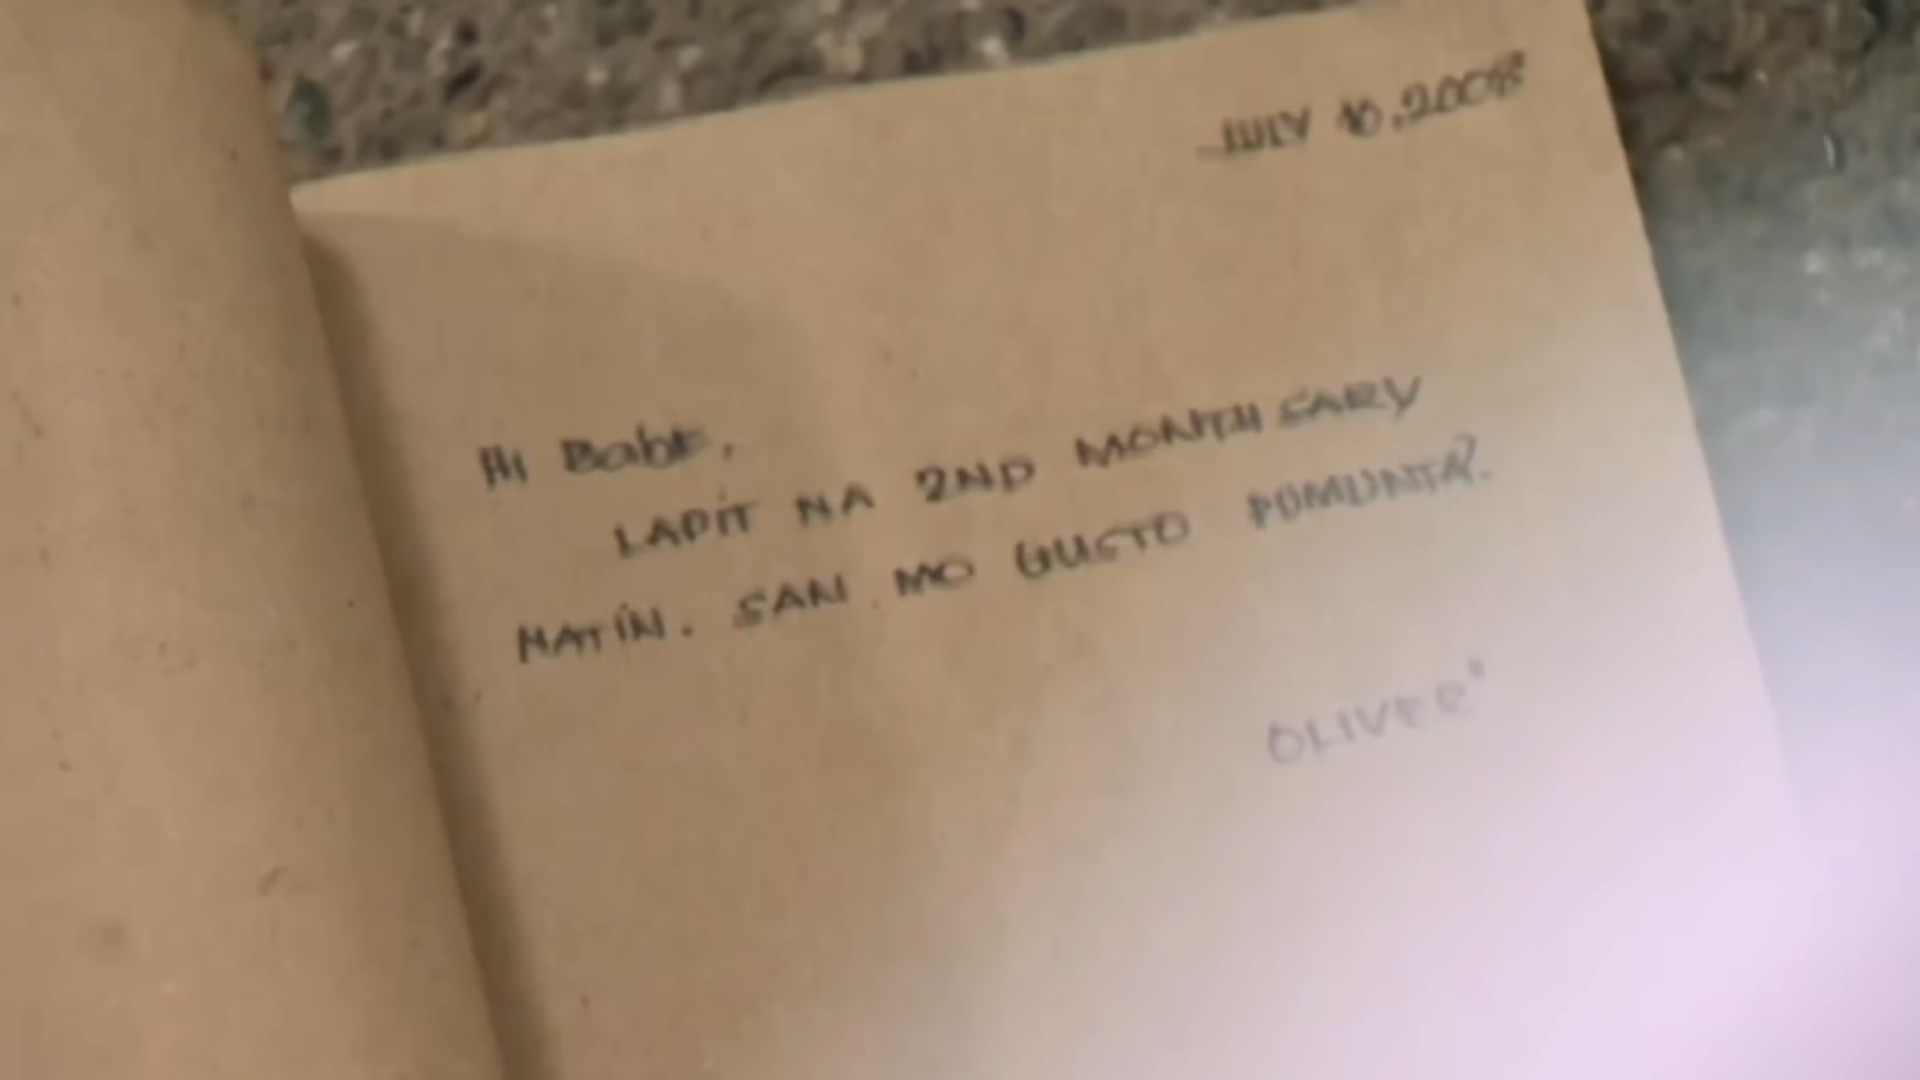 JULY 10, 2008
Hi Babe,
LAPIT NA 2ND MONTHSARY
NATIN. SAN MO GUSTO PUMUNTA?.
OLIVER"